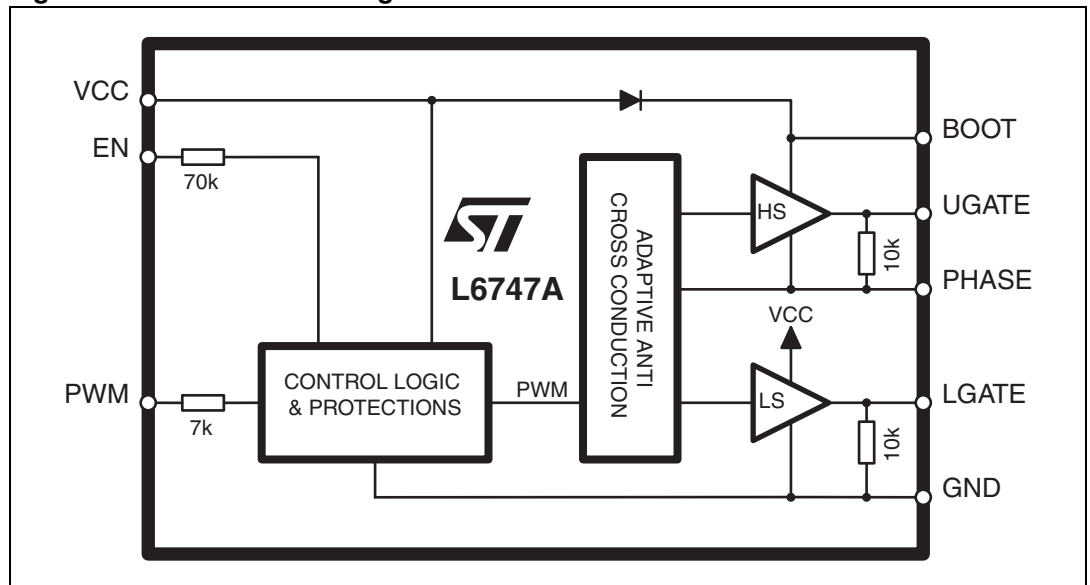 VCC
EN
70k
PWM
7k
CONTROL LOGIC
& PROTECTIONS
PWM
ST
L6747A
ADAPTIVE ANTI
CROSS CONDUCTION
HS
10k
VCC
LS
10k
BOOT
UGATE
PHASE
LGATE
GND